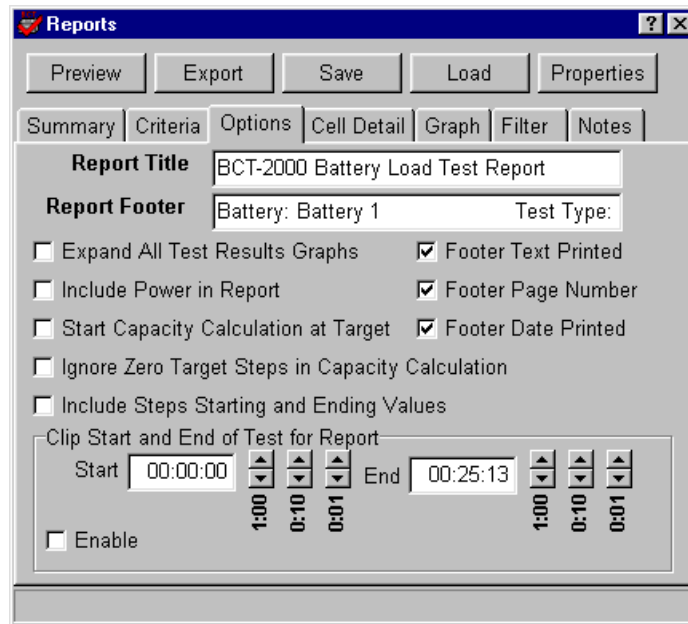 Reports
Preview Export Save Load Properties
Summary Criteria Options Cell Detail Graph Filter Notes
Report Title BCT-2000 Battery Load Test Report
Report Footer Battery: Battery 1 Test Type:
Expand All Test Results Graphs Footer Text Printed
Include Power in Report Footer Page Number
Start Capacity Calculation at Target Footer Date Printed
Ignore Zero Target Steps in Capacity Calculation
Include Steps Starting and Ending Values
Clip Start and End of Test for Report
Start 00:00:00 End 00:25:13
1:00 0:10 0:01 1:00 0:10 0:01
Enable